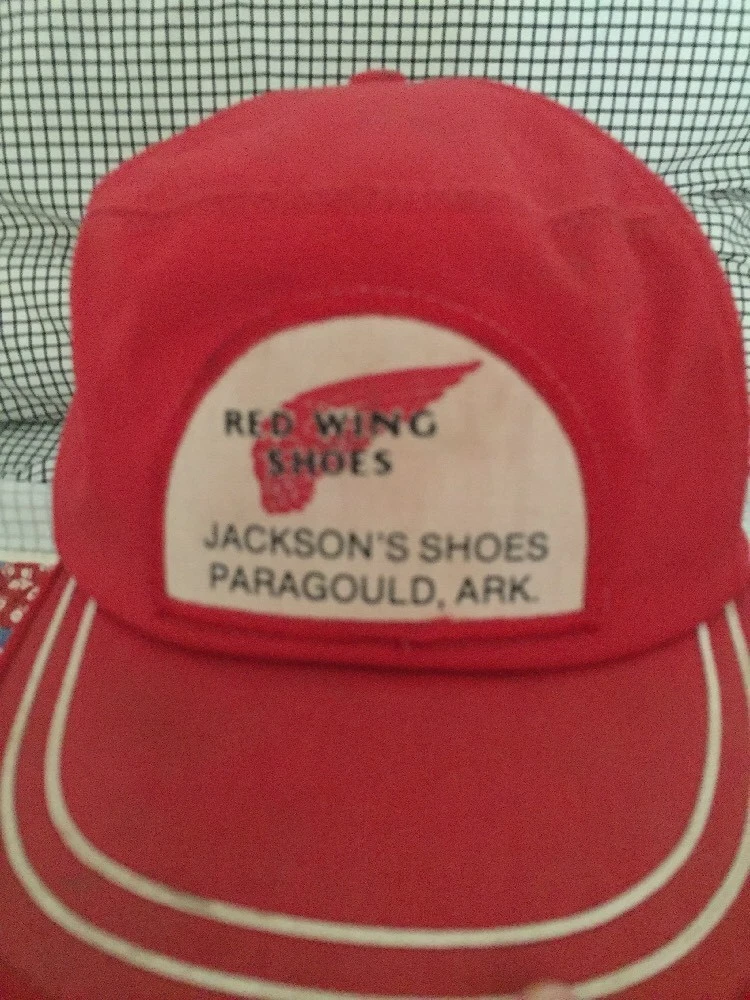 RED WING
SHOES
JACKSON'S SHOES
PARAGOULD, ARK.